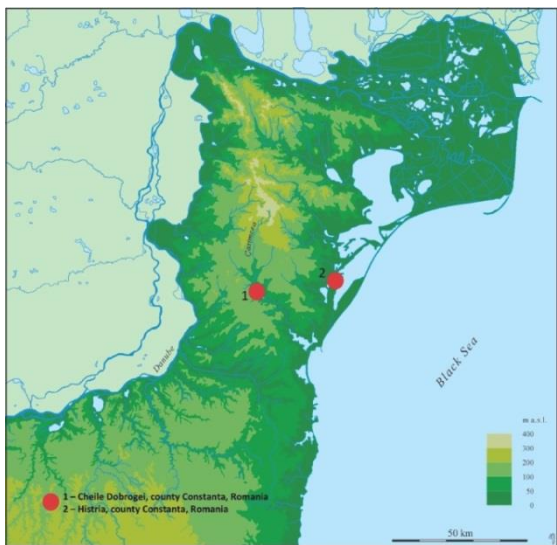 Casimcea
1
2
Danube
Black Sea
m a.s.l.
400
300
200
100
50
0
1 – Cheile Dobrogei, county Constanta, Romania
2 – Histria, county Constanta, Romania
50 km